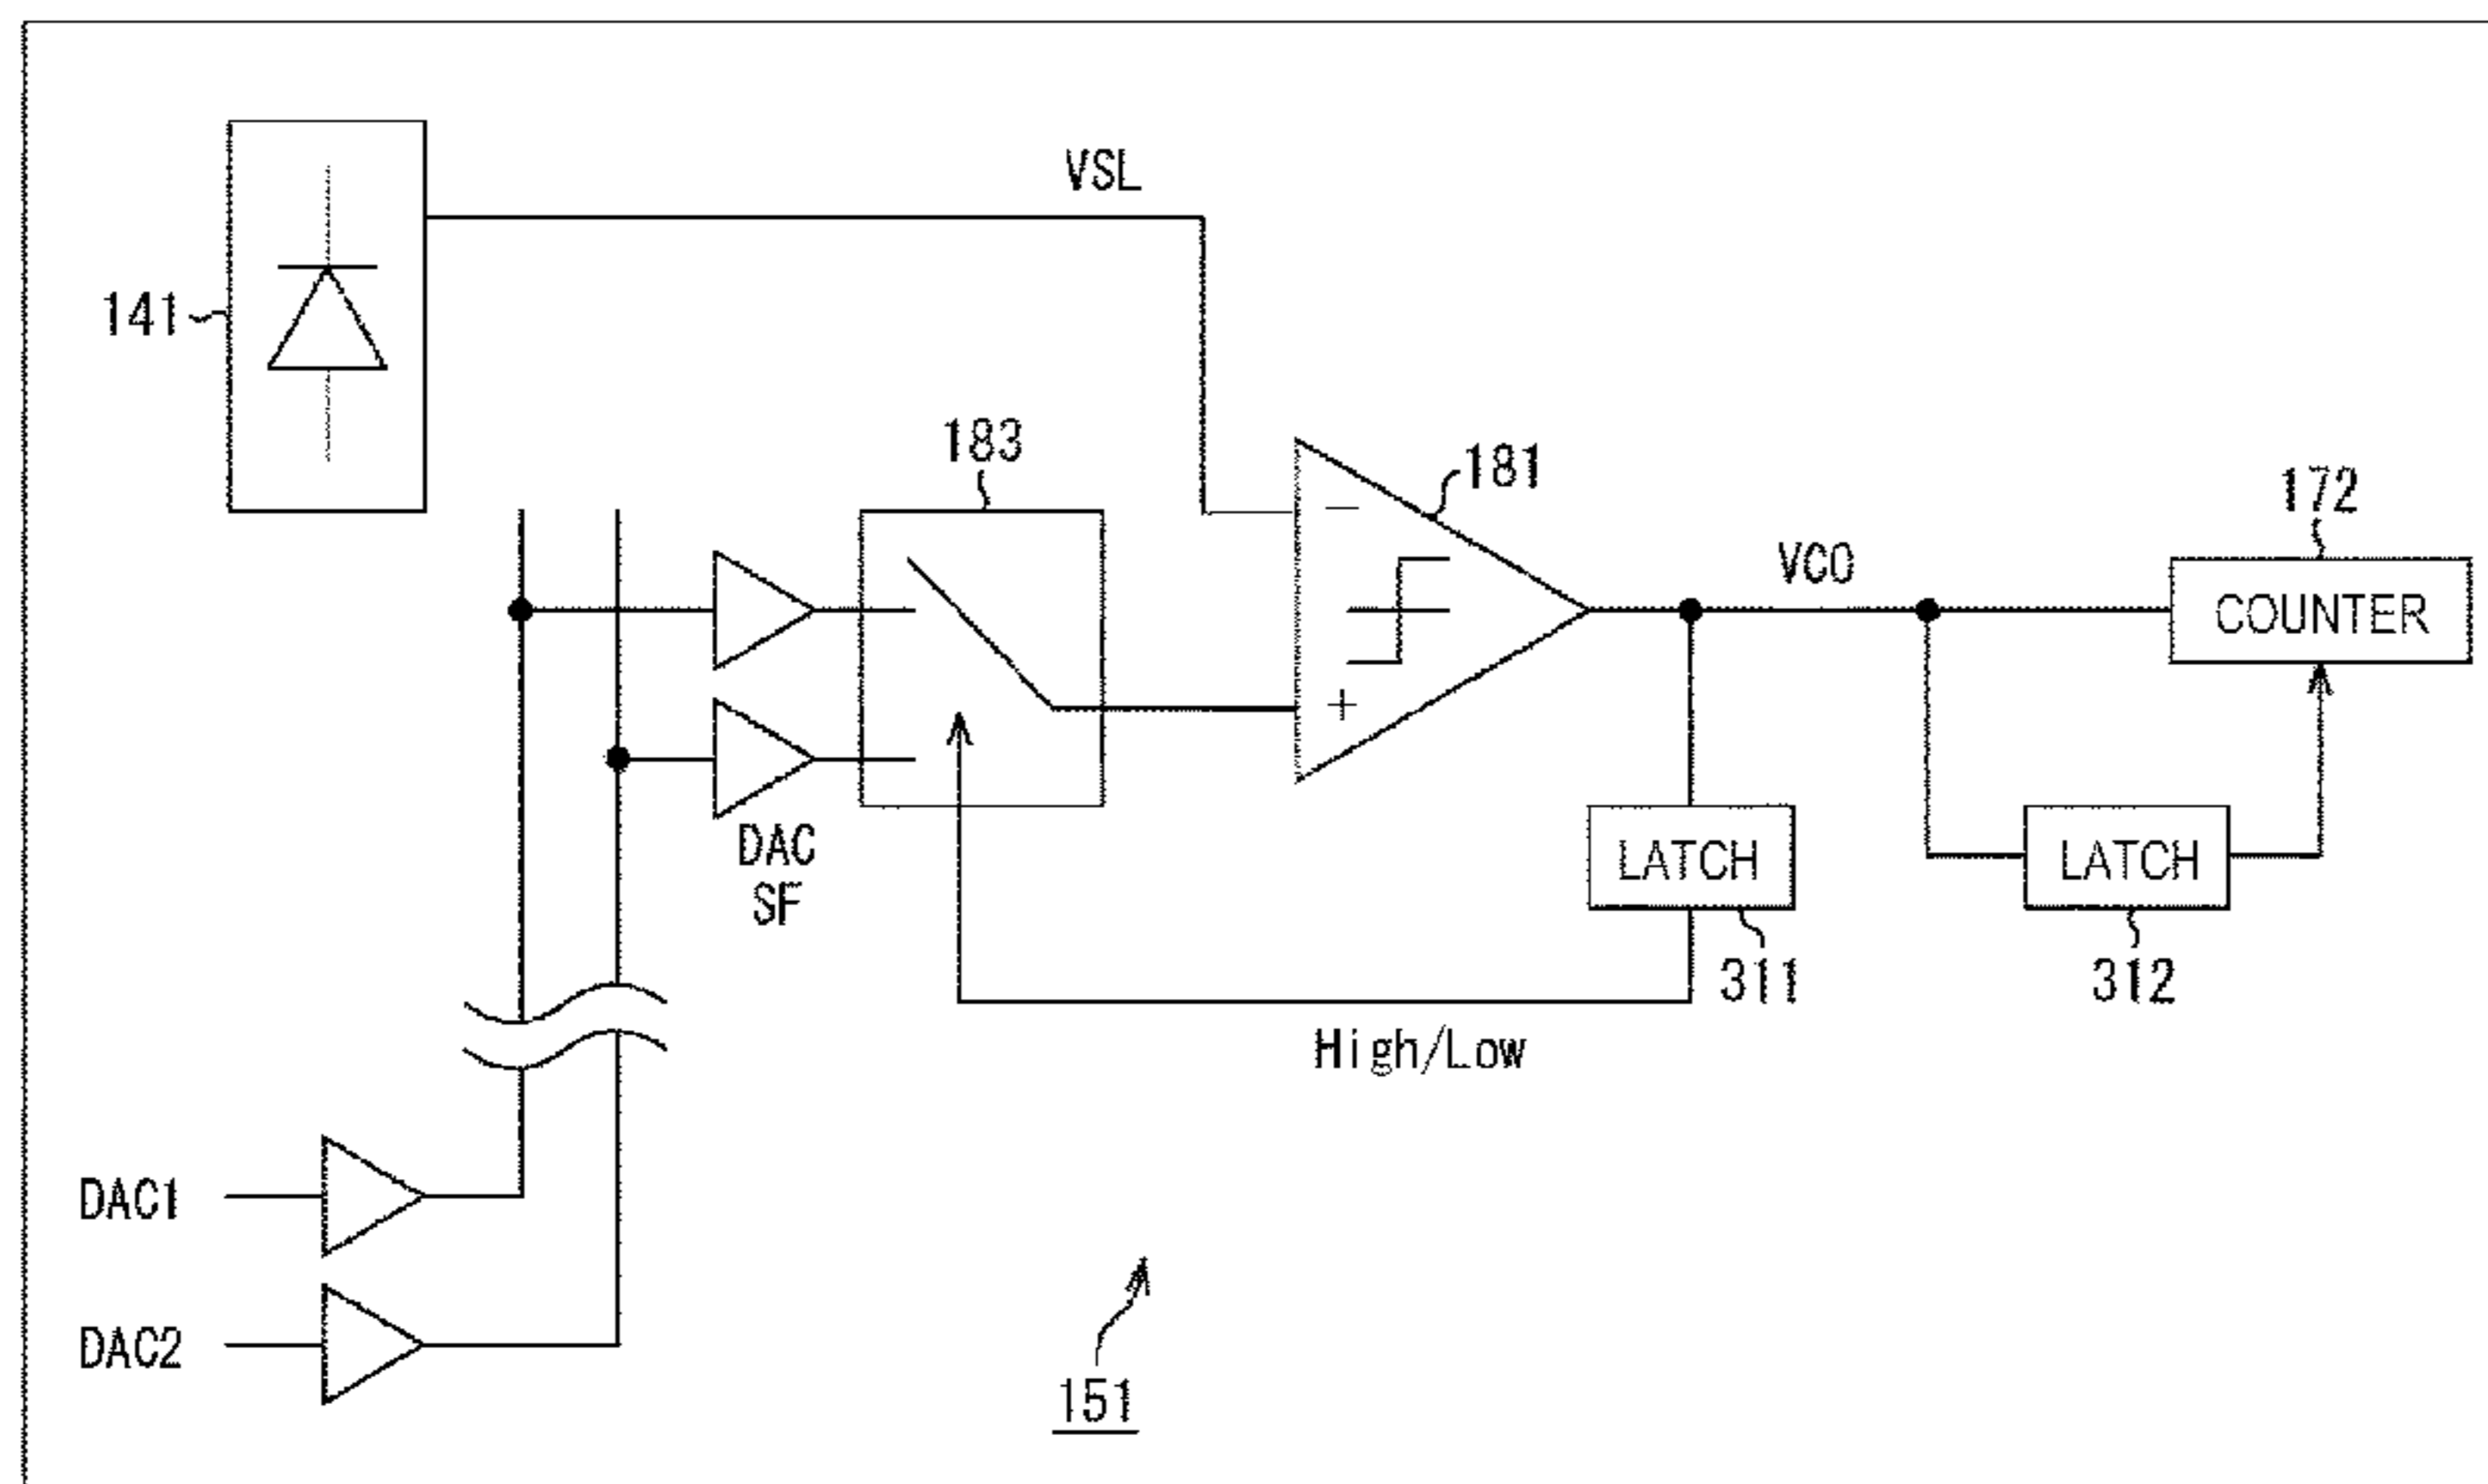 VSL
141
183
181
172
VCO
COUNTER
−
+
DAC
SF
LATCH
LATCH
311
312
High/Low
DAC1
DAC2
151